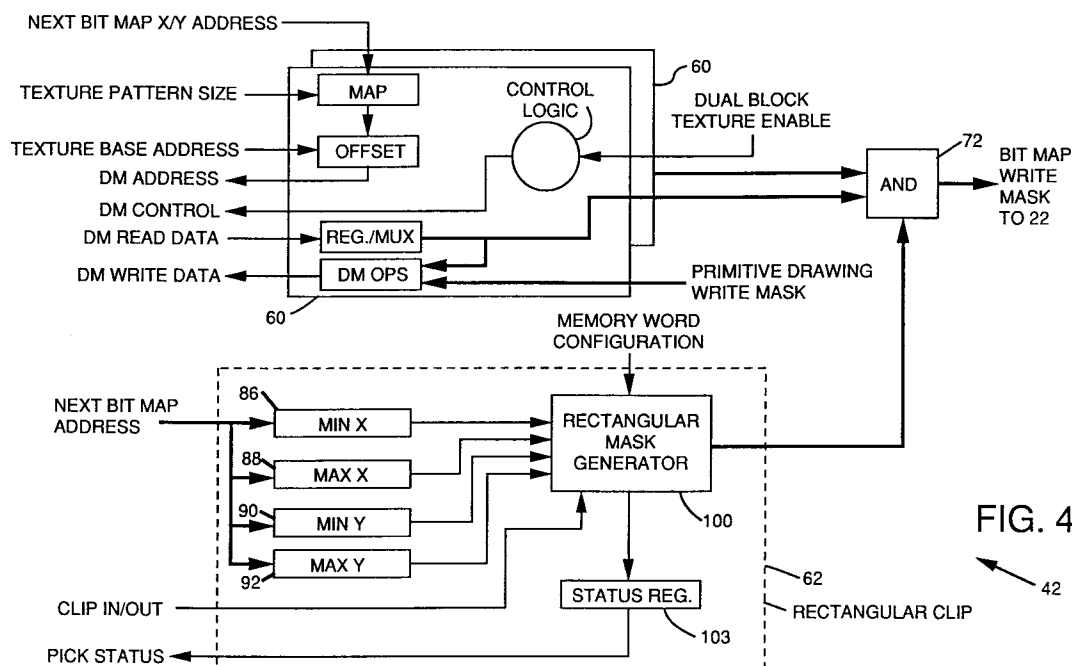 NEXT BIT MAP X/Y ADDRESS
TEXTURE PATTERN SIZE
MAP
CONTROL
LOGIC
60
DUAL BLOCK
TEXTURE ENABLE
TEXTURE BASE ADDRESS
OFFSET
DM ADDRESS
72
AND
BIT MAP
WRITE
MASK
TO 22
DM CONTROL
DM READ DATA
REG./MUX
DM WRITE DATA
DM OPS
PRIMITIVE DRAWING
WRITE MASK
60
MEMORY WORD
CONFIGURATION
NEXT BIT MAP
ADDRESS
86
MIN X
88
MAX X
90
MIN Y
92
MAX Y
RECTANGULAR
MASK
GENERATOR
100
FIG. 4
42
62
RECTANGULAR CLIP
CLIP IN/OUT
STATUS REG.
103
PICK STATUS